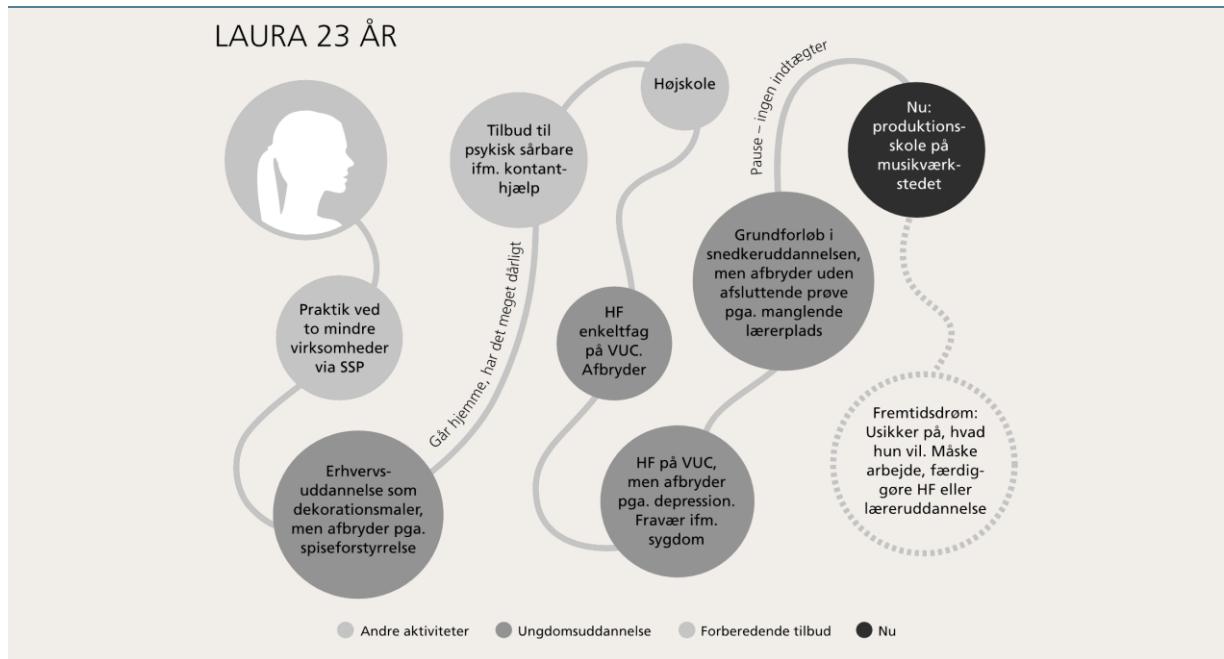 LAURA 23 ÅR
Praktik ved
to mindre
virksomheder
via SSP
Erhvervs-
uddannelse som
dekorationsmaler,
men afbryder pga.
spiseforstyrrelse
Går hjemme, har det meget dårligt
Tilbud til
psykisk sårbare
ifm. kontant-
hjælp
Højskole
HF
enkeltfag
på VUC.
Afbryder
HF på VUC,
men afbryder
pga. depression.
Fravær ifm.
sygdom
Grundforløb i
snedkeruddannelsen,
men afbryder uden
afsluttende prøve
pga. manglende
lærerplads
Pause – ingen indtægter
Nu:
produktions-
skole på
musikværk-
stedet
Fremtidsdrøm:
Usikker på, hvad
hun vil. Måske
arbejde, færdig-
gøre HF eller
læreruddannelse
Andre aktiviteter
Ungdomsuddannelse
Forberedende tilbud
Nu